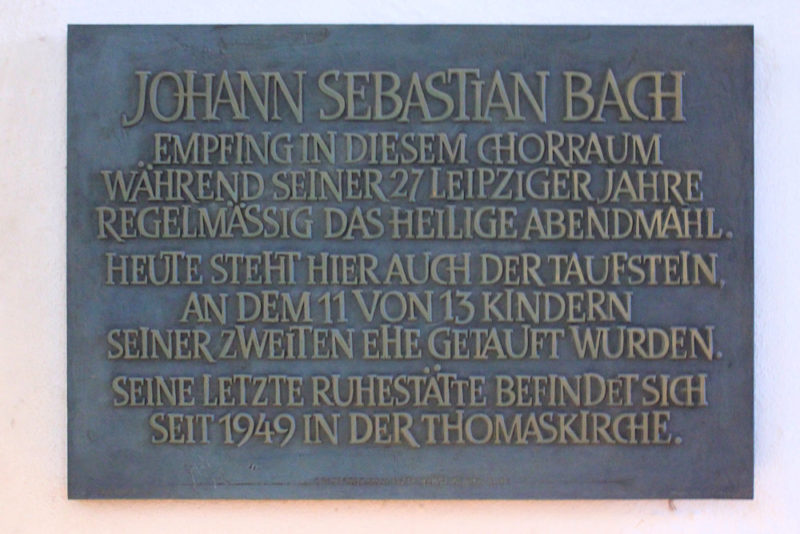 JOHANN SEBASTIAN BACH
EMPFING IN DIESEM CHORRAUM
WÄHREND SEINER 27 LEIPZIGER JAHRE
REGELMÄSSIG DAS HEILIGE ABENDMAHL.
HEUTE STEHT HIER AUCH DER TAUFSTEIN,
AN DEM 11 VON 13 KINDERN
SEINER ZWEITEN EHE GETAUFT WURDEN.
SEINE LETZTE RUHESTÄTTE BEFINDET SICH
SEIT 1949 IN DER THOMASKIRCHE.